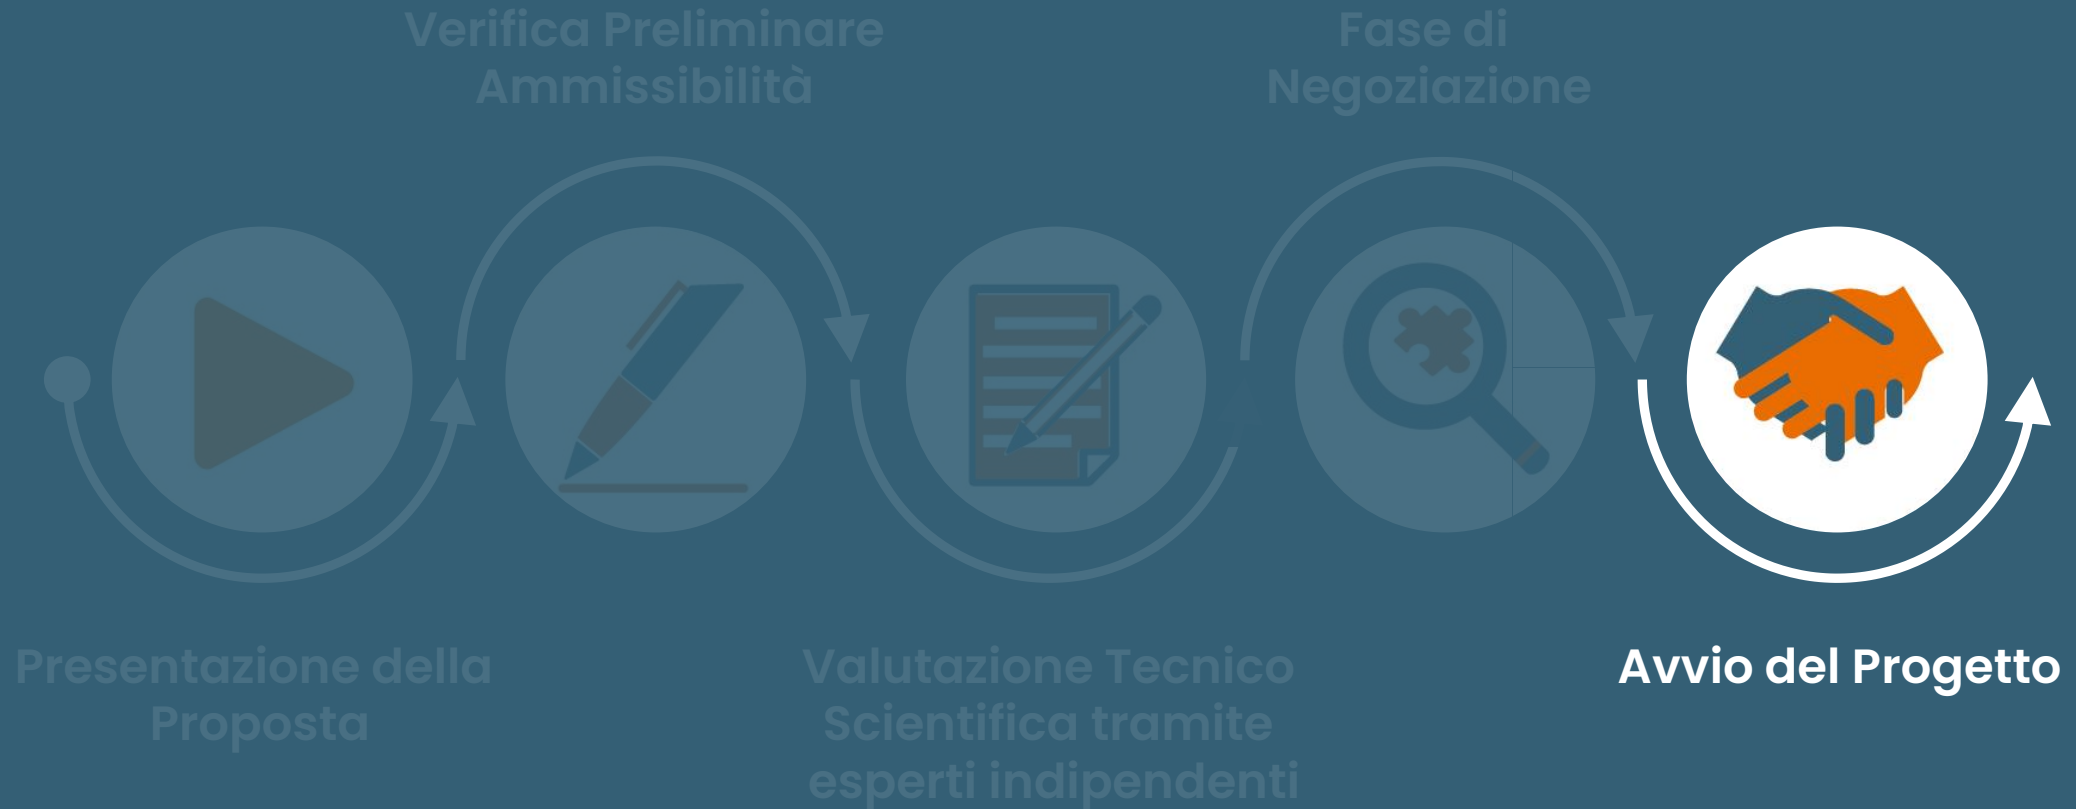 Verifica Preliminare
Ammissibilità
Fase di
Negoziazione
Presentazione della
Proposta
Valutazione Tecnico
Scientifica tramite
esperti indipendenti
Avvio del Progetto